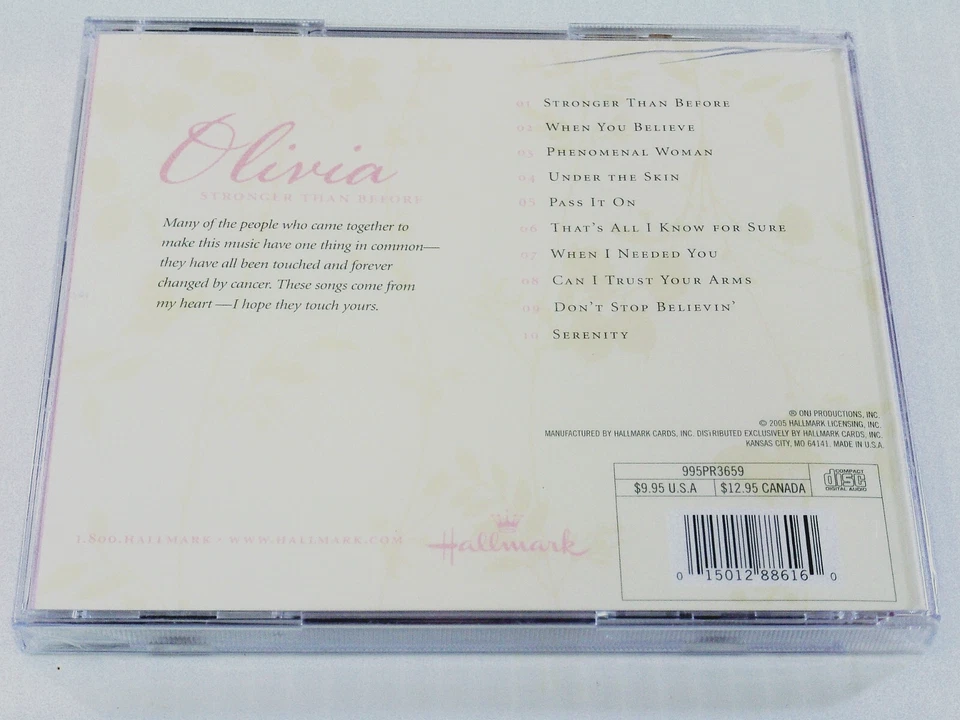 Olivia
STRONGER THAN BEFORE
Many of the people who came together to
make this music have one thing in common—
they have all been touched and forever
changed by cancer. These songs come from
my heart —I hope they touch yours.
01 STRONGER THAN BEFORE
02 WHEN YOU BELIEVE
03 PHENOMENAL WOMAN
04 UNDER THE SKIN
05 PASS IT ON
06 THAT'S ALL I KNOW FOR SURE
07 WHEN I NEEDED YOU
08 CAN I TRUST YOUR ARMS
09 DON'T STOP BELIEVIN'
10 SERENITY
℗ ONJ PRODUCTIONS, INC.
© 2005 HALLMARK LICENSING, INC.
MANUFACTURED BY HALLMARK CARDS, INC. DISTRIBUTED EXCLUSIVELY BY HALLMARK CARDS, INC.
KANSAS CITY, MO 64141. MADE IN U.S.A.
995PR3659
$9.95 U.S.A $12.95 CANADA
COMPACT
disc
DIGITAL AUDIO
1.800.HALLMARK · WWW.HALLMARK.COM
Hallmark
0 15012 88616 0